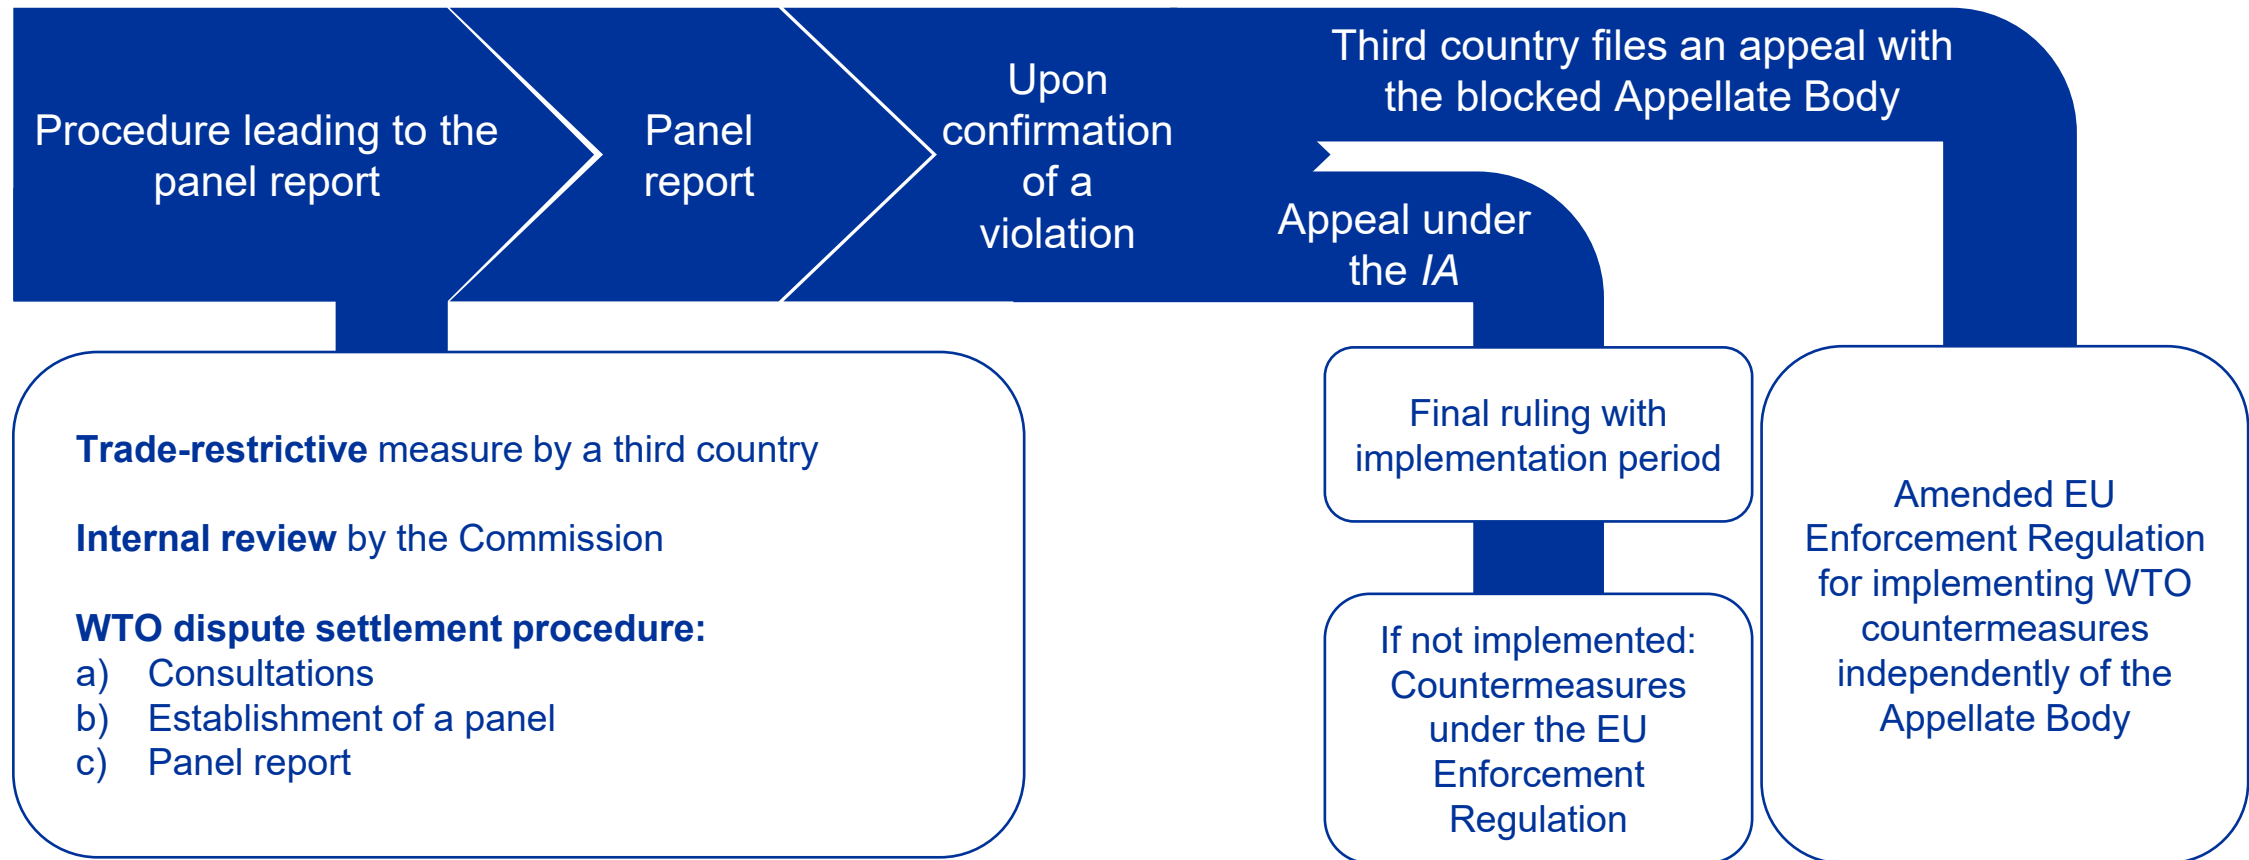 Procedure leading to the
panel report
Panel
report
Upon
confirmation
of a
violation
Third country files an appeal with
the blocked Appellate Body
Appeal under
the IA
Trade-restrictive measure by a third country
Internal review by the Commission
WTO dispute settlement procedure:
a) Consultations
b) Establishment of a panel
c) Panel report
Final ruling with
implementation period
If not implemented:
Countermeasures
under the EU
Enforcement
Regulation
Amended EU
Enforcement Regulation
for implementing WTO
countermeasures
independently of the
Appellate Body